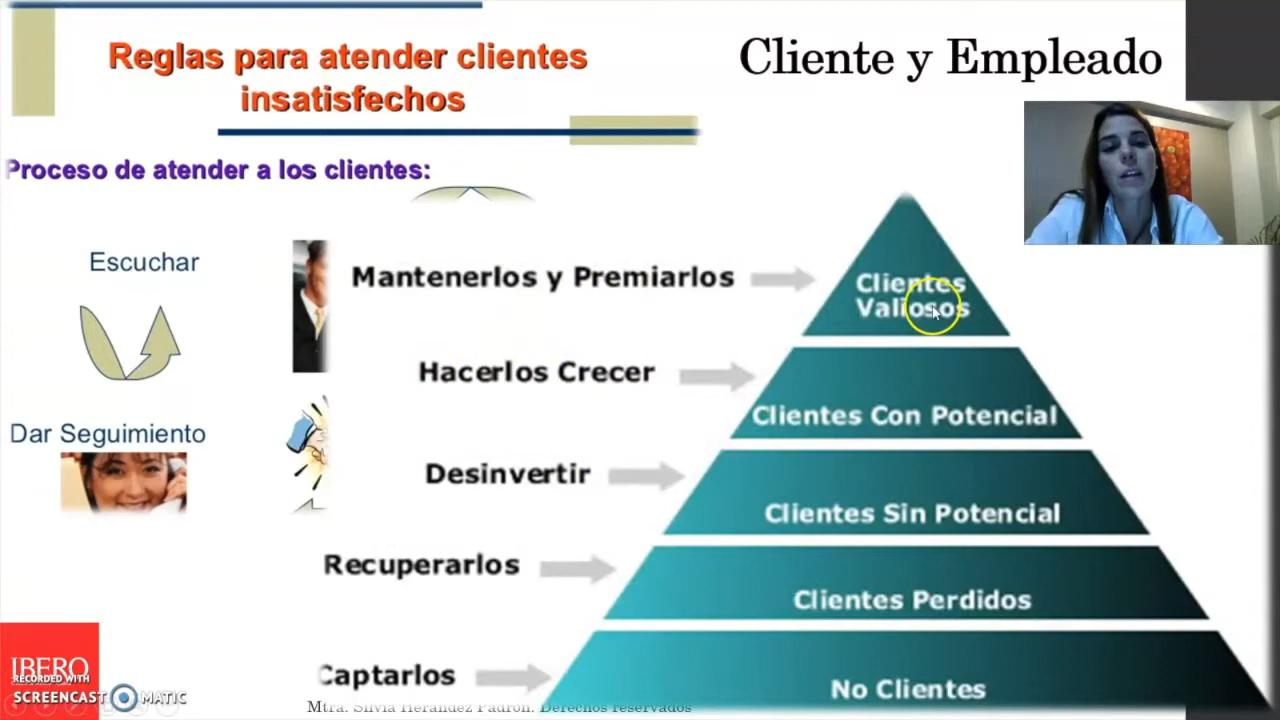 Reglas para atender clientes
insatisfechos
Cliente y Empleado
Proceso de atender a los clientes:
Escuchar
Dar Seguimiento
Mantenerlos y Premiarlos
Clientes
Valiosos
Hacerlos Crecer
Clientes Con Potencial
Desinvertir
Clientes Sin Potencial
Recuperarlos
Clientes Perdidos
Captarlos
No Clientes
IBERO
RECORDED WITH
SCREENCAST MATIC
Mtra. Silvia Herandez Padron. Derechos reservados